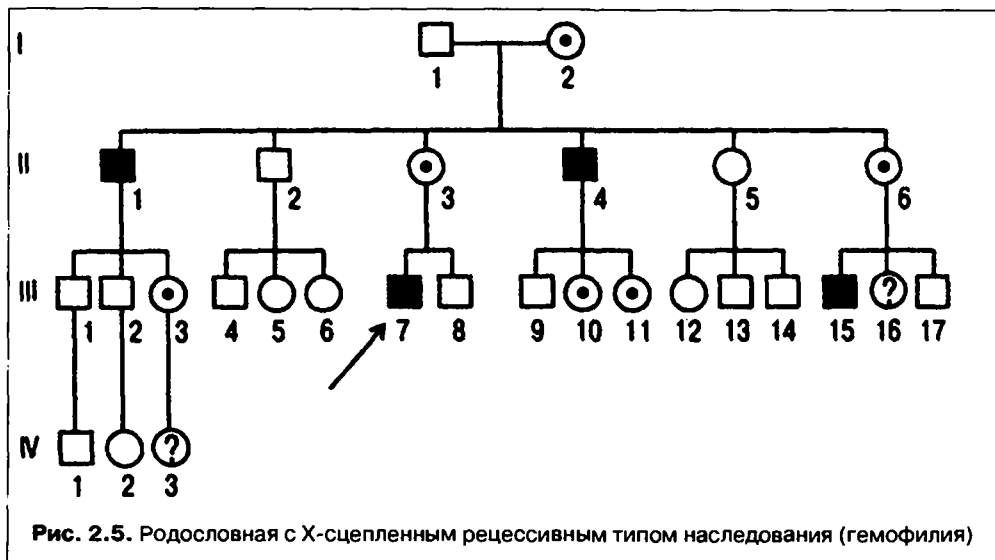 I
1 2
II
1 2 3 4 5 6
III
1 2 3 4 5 6 7 8 9 10 11 12 13 14 15 16 17
?
IV
?
1 2 3
Рис. 2.5. Родословная с Х-сцепленным рецессивным типом наследования (гемофилия)